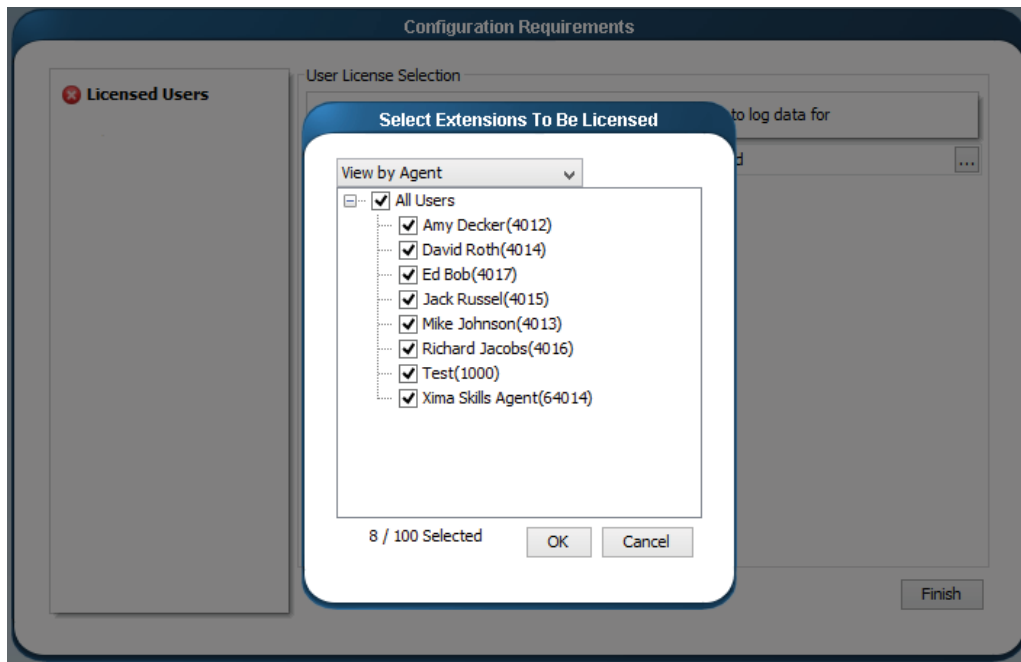 Configuration Requirements
Licensed Users
User License Selection
to log data for
Select Extensions To Be Licensed
...
View by Agent
All Users
Amy Decker(4012)
David Roth(4014)
Ed Bob(4017)
Jack Russel(4015)
Mike Johnson(4013)
Richard Jacobs(4016)
Test(1000)
Xima Skills Agent(64014)
8 / 100 Selected
OK
Cancel
Finish